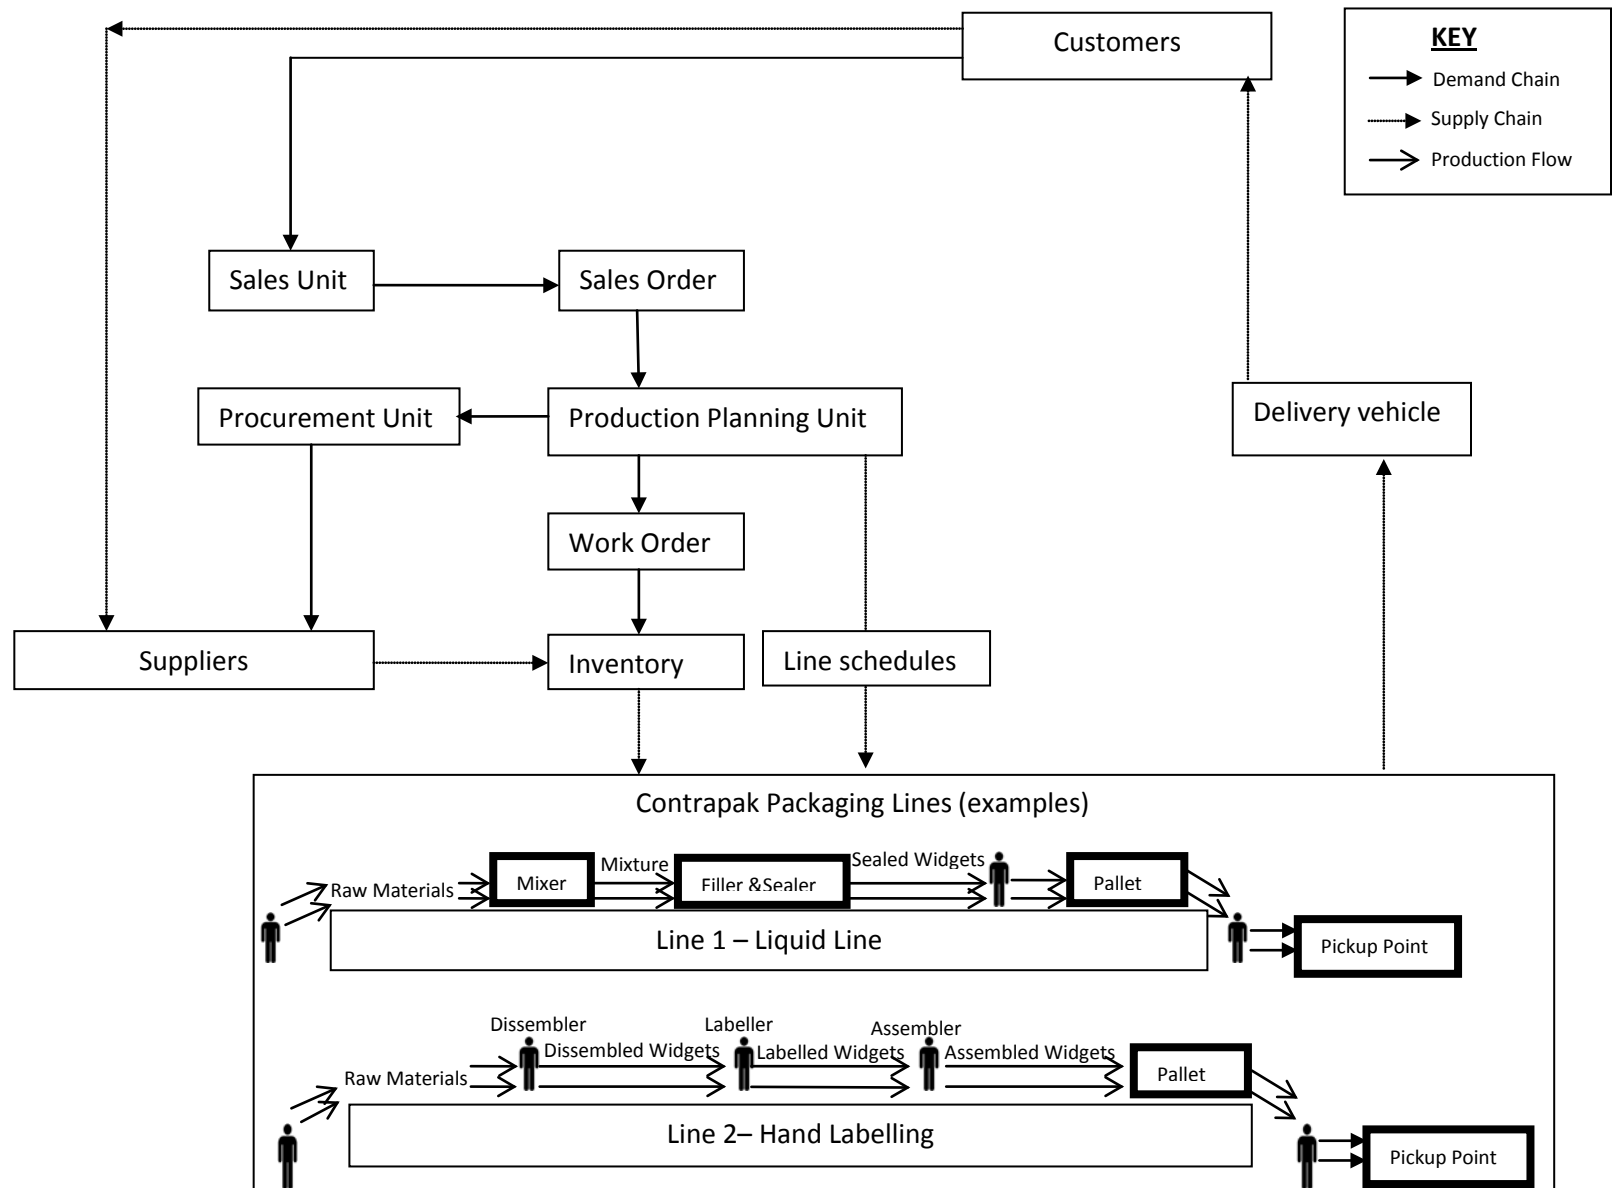 Customers
KEY
Demand Chain
Supply Chain
Production Flow
Sales Unit
Sales Order
Procurement Unit
Production Planning Unit
Delivery vehicle
Work Order
Suppliers
Inventory
Line schedules
Contrapak Packaging Lines (examples)
Raw Materials
Mixer
Mixture
Filler &Sealer
Sealed Widgets
Pallet
Line 1 – Liquid Line
Pickup Point
Dissembler
Labeller
Assembler
Raw Materials
Dissembled Widgets
Labelled Widgets
Assembled Widgets
Pallet
Line 2– Hand Labelling
Pickup Point